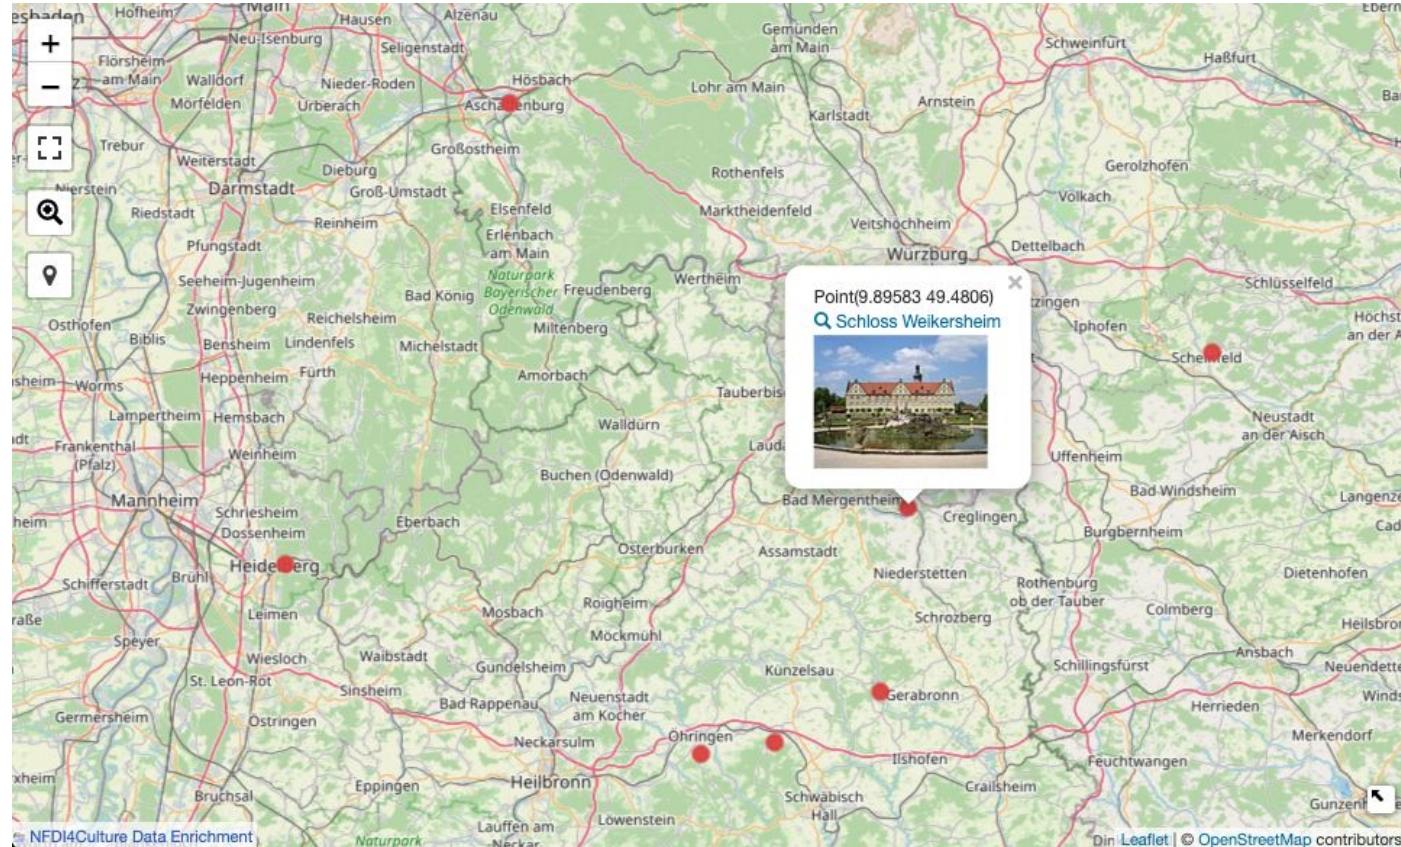 Hofheim
Main
Hausen
Alzenau
Gemünden
am Main
Schweinfurt
Haßfurt
+
Flörsheim
am Main
Neu-Isenburg
Seligenstadt
−
Walldorf
Nieder-Roden
Hösbach
Lohr am Main
Mörfelden
Urberach
Arnstein
Karlstadt
Trebur
Großostheim
Weiterstadt
Dieburg
Rothenfels
Gerolzhofen
Nierstein
Darmstadt
Groß-Umstadt
Volkach
Riedstadt
Reinheim
Elsenfeld
Marktheidenfeld
Veitshöchheim
Erlenbach
am Main
Pfungstadt
Würzburg
Dettelbach
Naturpark
Bayerischer
Odenwald
Seeheim-Jugenheim
Bad König
Freudenberg
Wertheim
Schlüsselfeld
Point(9.89583 49.4806)
Schloss Weikersheim
×
Zwingenberg
Reichelsheim
Miltenberg
Iphofen
Osthofen
Biblis
Bensheim
Lindenfels
Michelstadt
Worms
Heppenheim
Fürth
Amorbach
Lampertheim
Hemsbach
Walldürn
Neustadt
an der Aisch
Frankenthal
(Pfalz)
Weinheim
Uffenheim
Buchen (Odenwald)
Mannheim
Bad Mergentheim
Bad Windsheim
Schriesheim
Dossenheim
Eberbach
Creglingen
Burgbernheim
Osterburken
Assamstadt
Schifferstadt
Brühl
Niederstetten
Rothenburg
ob der Tauber
Dietenhofen
Leimen
Mosbach
Roigheim
Schrozberg
Colmberg
Speyer
Möckmühl
Wiesloch
Waibstadt
Gundelsheim
Künzelsau
Schillingsfürst
Ansbach
St. Leon-Rot
Sinsheim
Bad Rappenau
Neuenstadt
am Kocher
Gerabronn
Herrieden
Germersheim
Östringen
Neckarsulm
Öhringen
Merkendorf
Ilshofen
Feuchtwangen
Heilbronn
Eppingen
Bruchsal
Schwäbisch
Hall
Crailsheim
Lauffen am
Neckar
Löwenstein
NFDI4Culture Data Enrichment
Naturpark
Leaflet | © OpenStreetMap contributors